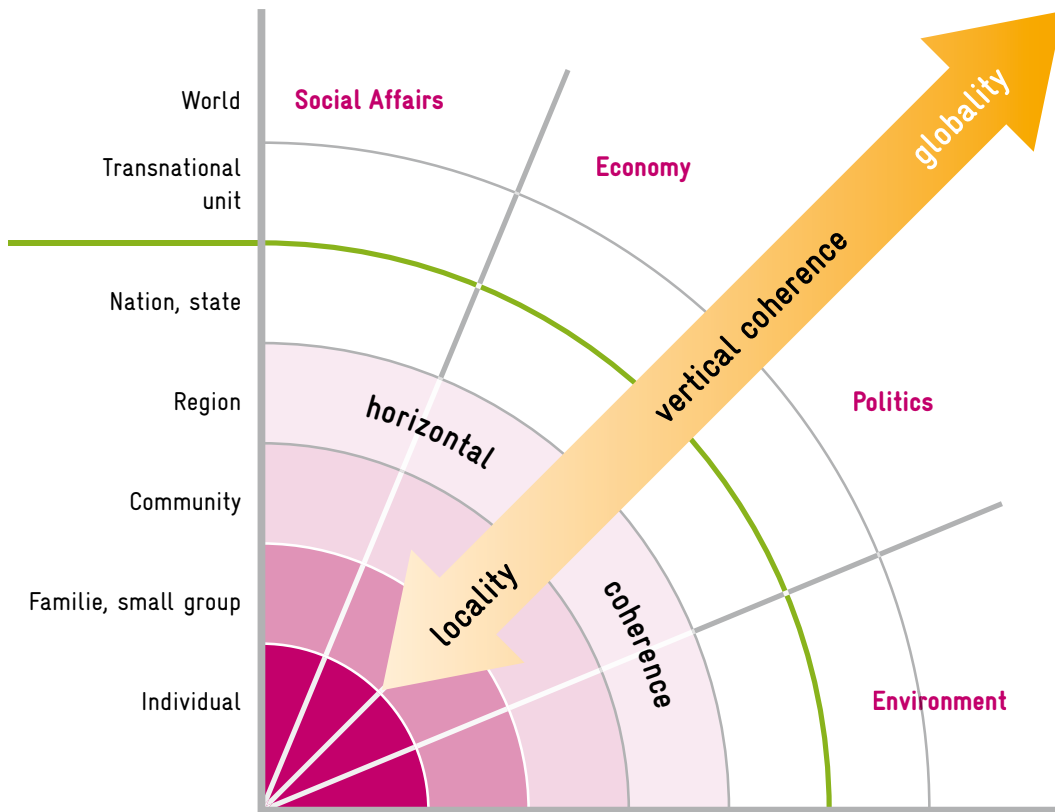 World
Social Affairs
Transnational
unit
Economy
globality
Nation, state
vertical coherence
Region
horizontal
Politics
Community
locality
Familie, small group
coherence
Individual
Environment